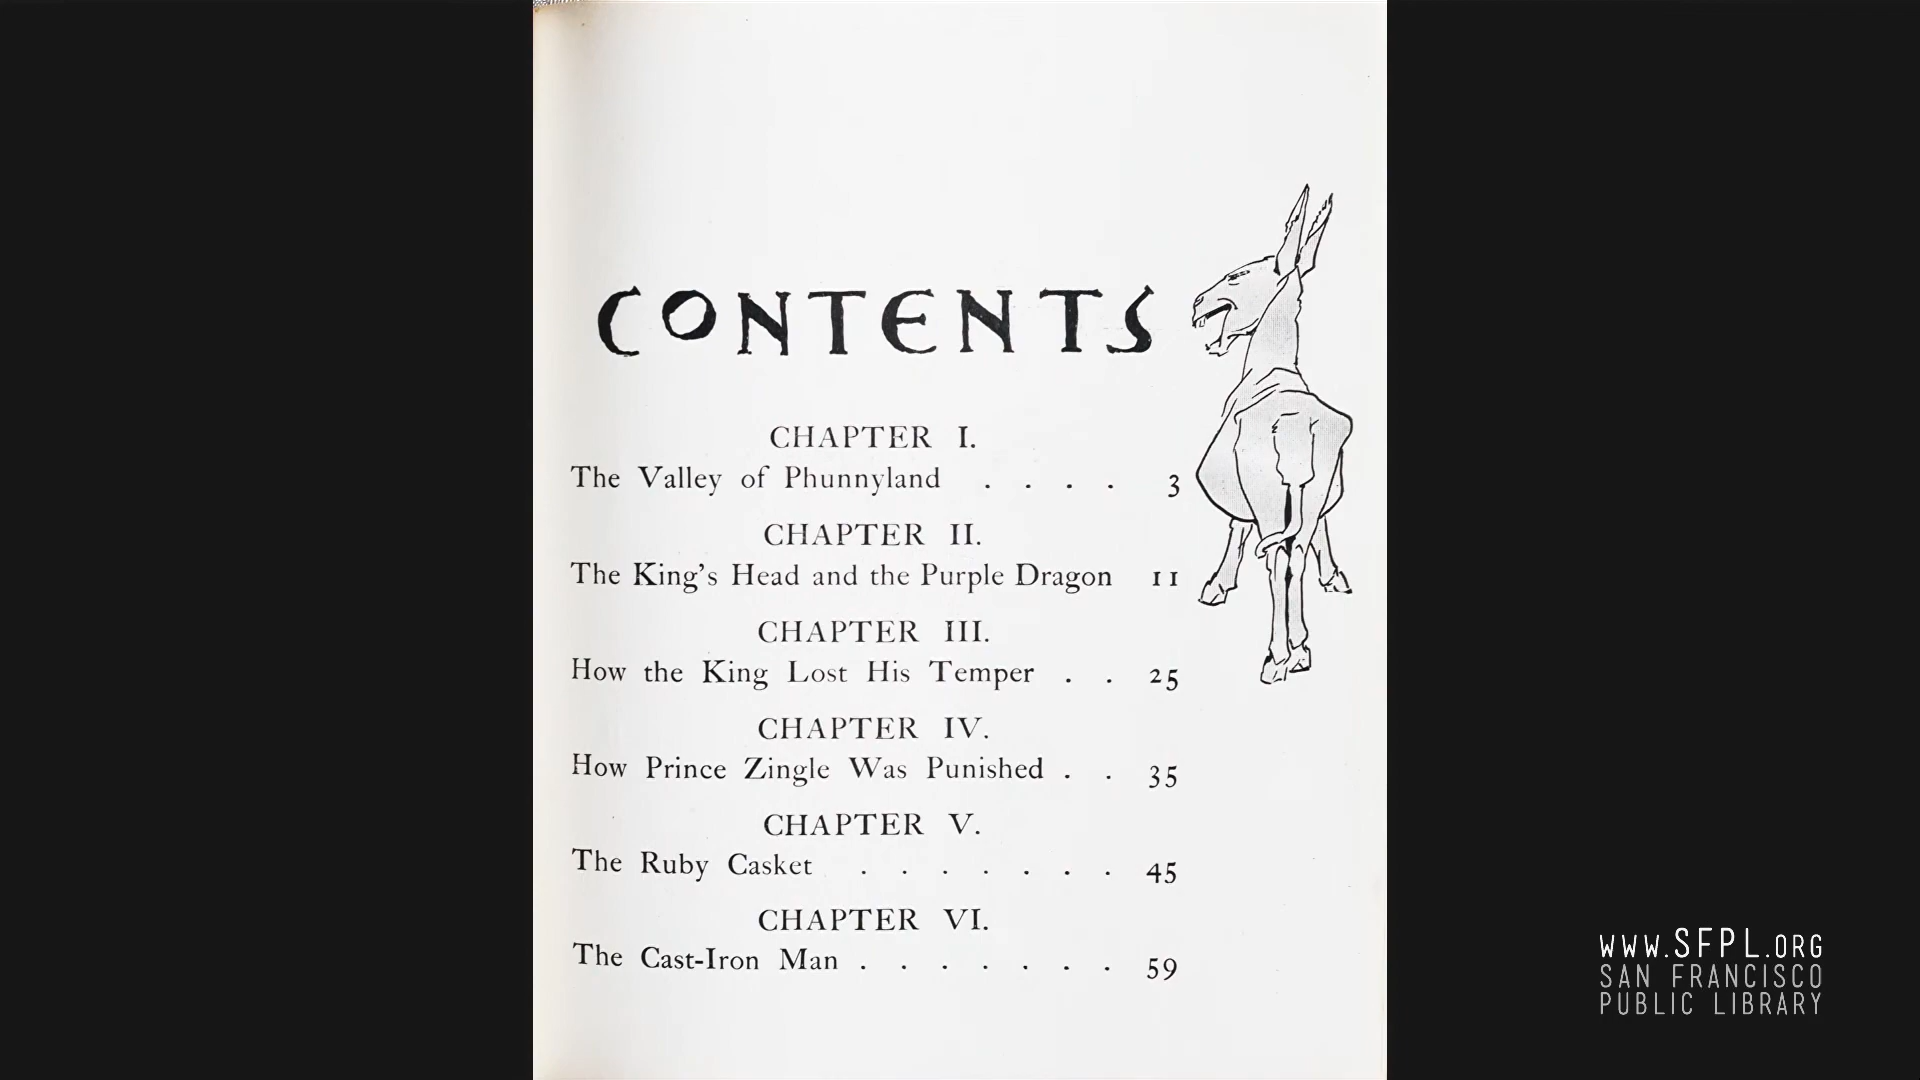 CONTENTS
CHAPTER I.
The Valley of Phunnyland . . . . 3
CHAPTER II.
The King's Head and the Purple Dragon 11
CHAPTER III.
How the King Lost His Temper . . 25
CHAPTER IV.
How Prince Zingle Was Punished . . 35
CHAPTER V.
The Ruby Casket . . . . . . . 45
CHAPTER VI.
The Cast-Iron Man . . . . . . . 59
WWW.SFPL.ORG
SAN FRANCISCO
PUBLIC LIBRARY